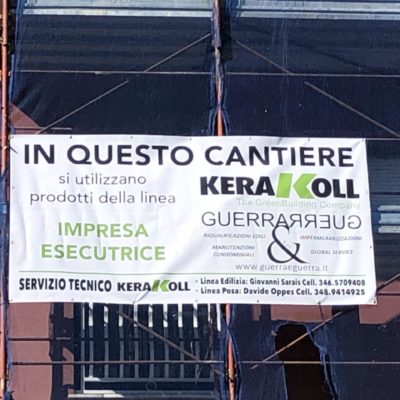 IN QUESTO CANTIERE
si utilizzano
prodotti della linea
KERAKOLL
The GreenBuilding Company
IMPRESA
ESECUTRICE
GUERRA
&
GUERRA
RIQUALIFICAZIONI EDILI
IMPERMEABILIZZAZIONI
MANUTENZIONI
CONDOMINIALI
GLOBAL SERVICE
www.guerraeguerra.it
SERVIZIO TECNICO KERAKOLL
· Linea Edilizia: Giovanni Sarais Cell. 346.5709408
· Linea Posa: Davide Oppes Cell. 348.9414925